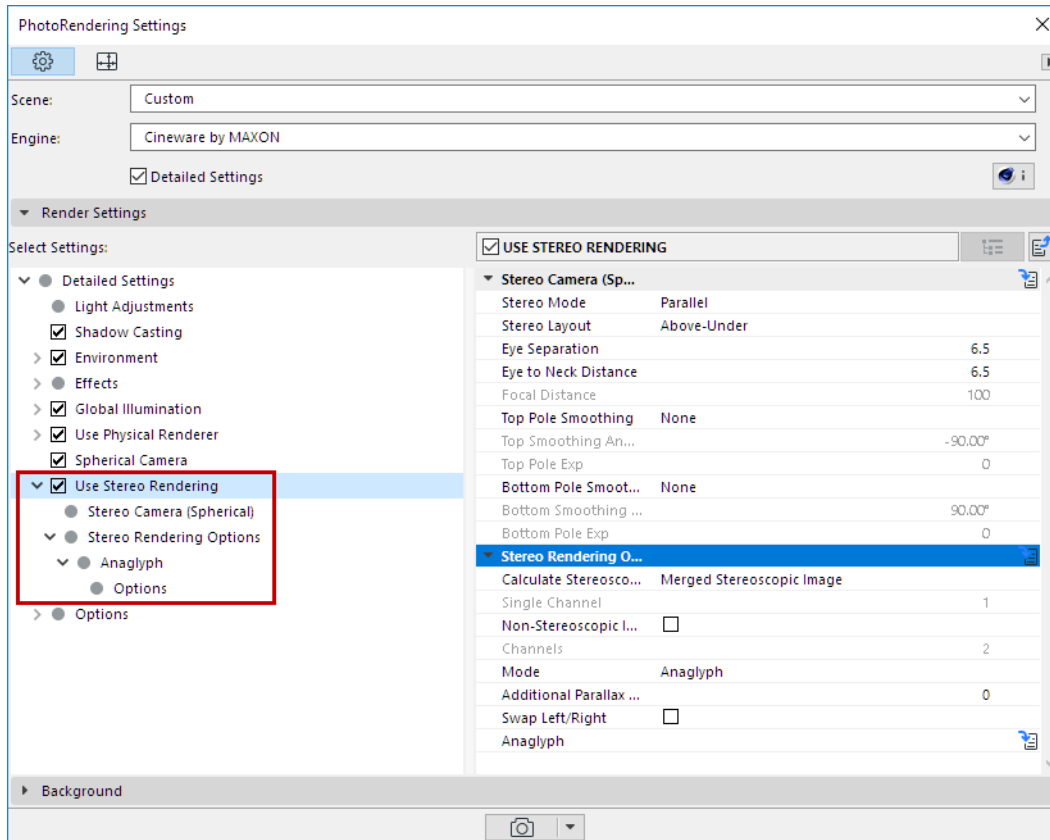 PhotoRendering Settings
Scene: Custom
Engine: Cineware by MAXON
Detailed Settings
i
Render Settings
Select Settings:
Detailed Settings
Light Adjustments
Shadow Casting
Environment
Effects
Global Illumination
Use Physical Renderer
Spherical Camera
Use Stereo Rendering
Stereo Camera (Spherical)
Stereo Rendering Options
Anaglyph
Options
Options
USE STEREO RENDERING
Stereo Camera (Sp...
Stereo Mode Parallel
Stereo Layout Above-Under
Eye Separation 6.5
Eye to Neck Distance 6.5
Focal Distance 100
Top Pole Smoothing None
Top Smoothing An... -90.00°
Top Pole Exp 0
Bottom Pole Smoot... None
Bottom Smoothing ... 90.00°
Bottom Pole Exp 0
Stereo Rendering O...
Calculate Stereosco... Merged Stereoscopic Image
Single Channel 1
Non-Stereoscopic I...
Channels 2
Mode Anaglyph
Additional Parallax ... 0
Swap Left/Right
Anaglyph
Background